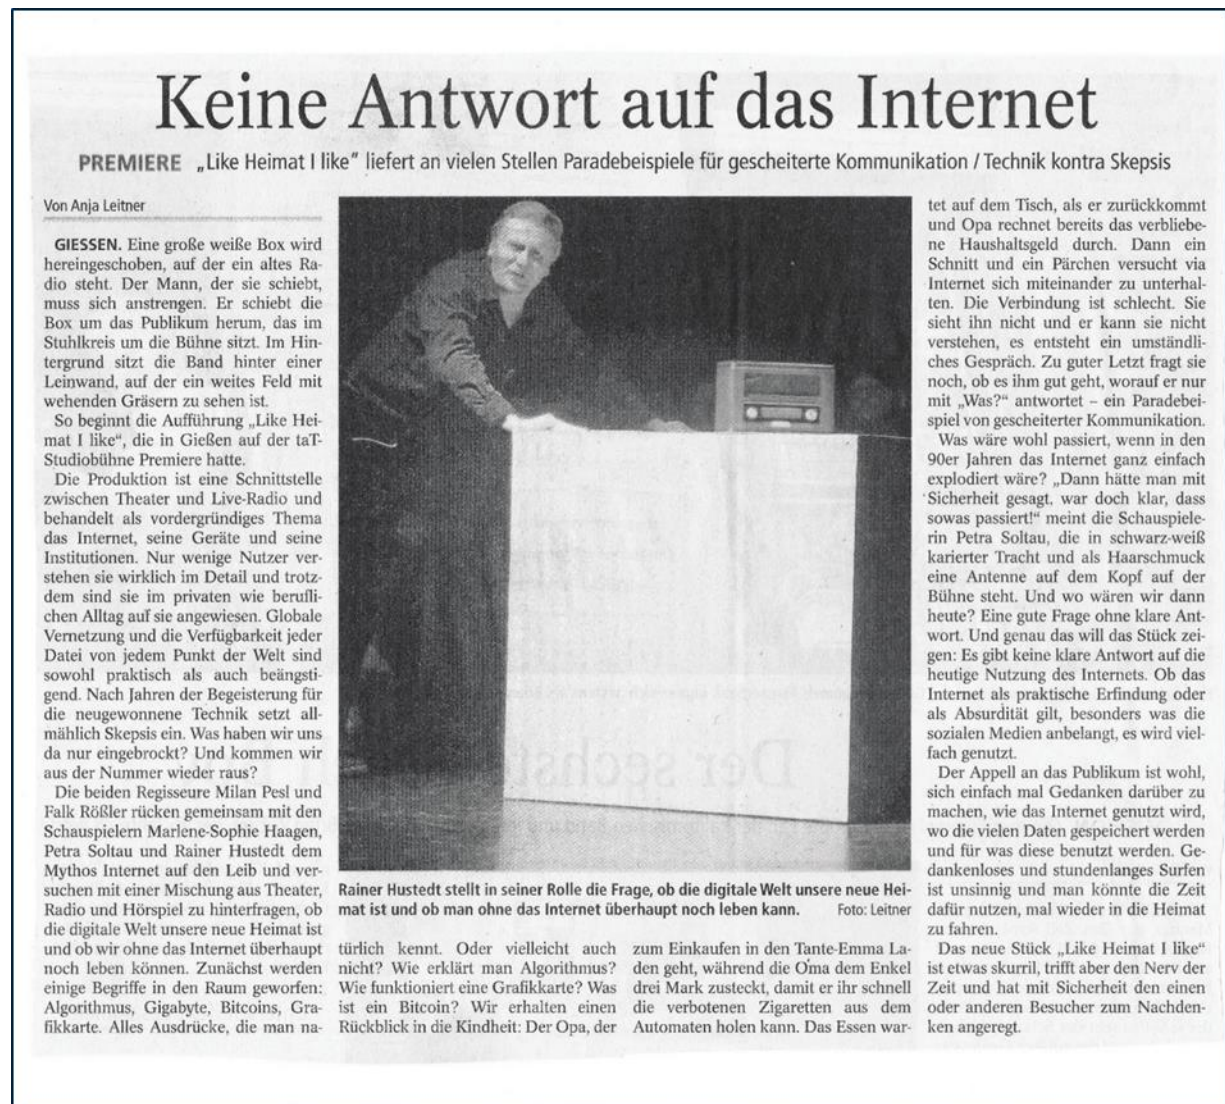 Keine Antwort auf das Internet
PREMIERE „Like Heimat I like“ liefert an vielen Stellen Paradebeispiele für gescheiterte Kommunikation / Technik kontra Skepsis
Von Anja Leitner
GIESSEN. Eine große weiße Box wird
hereingeschoben, auf der ein altes Ra-
dio steht. Der Mann, der sie schiebt,
muss sich anstrengen. Er schiebt die
Box um das Publikum herum, das im
Stuhlkreis um die Bühne sitzt. Im Hin-
tergrund sitzt die Band hinter einer
Leinwand, auf der ein weites Feld mit
wehenden Gräsern zu sehen ist.
So beginnt die Aufführung „Like Hei-
mat I like“, die in Gießen auf der taT-
Studiobühne Premiere hatte.
Die Produktion ist eine Schnittstelle
zwischen Theater und Live-Radio und
behandelt als vordergründiges Thema
das Internet, seine Geräte und seine
Institutionen. Nur wenige Nutzer ver-
stehen sie wirklich im Detail und trotz-
dem sind sie im privaten wie berufli-
chen Alltag auf sie angewiesen. Globale
Vernetzung und die Verfügbarkeit jeder
Datei von jedem Punkt der Welt sind
sowohl praktisch als auch beängsti-
gend. Nach Jahren der Begeisterung für
die neugewonnene Technik setzt all-
mählich Skepsis ein. Was haben wir uns
da nur eingebrockt? Und kommen wir
aus der Nummer wieder raus?
Die beiden Regisseure Milan Pesl und
Falk Rößler rücken gemeinsam mit den
Schauspielern Marlene-Sophie Haagen,
Petra Soltau und Rainer Hustedt dem
Mythos Internet auf den Leib und ver-
suchen mit einer Mischung aus Theater,
Radio und Hörspiel zu hinterfragen, ob
die digitale Welt unsere neue Heimat ist
und ob wir ohne das Internet überhaupt
noch leben können. Zunächst werden
einige Begriffe in den Raum geworfen:
Algorithmus, Gigabyte, Bitcoins, Gra-
fikkarte. Alles Ausdrücke, die man na-
Rainer Hustedt stellt in seiner Rolle die Frage, ob die digitale Welt unsere neue Hei-
mat ist und ob man ohne das Internet überhaupt noch leben kann. Foto: Leitner
türlich kennt. Oder vielleicht auch
nicht? Wie erklärt man Algorithmus?
Wie funktioniert eine Grafikkarte? Was
ist ein Bitcoin? Wir erhalten einen
Rückblick in die Kindheit: Der Opa, der
zum Einkaufen in den Tante-Emma La-
den geht, während die Oma dem Enkel
drei Mark zusteckt, damit er ihr schnell
die verbotenen Zigaretten aus dem
Automaten holen kann. Das Essen war-
tet auf dem Tisch, als er zurückkommt
und Opa rechnet bereits das verbliebe-
ne Haushaltsgeld durch. Dann ein
Schnitt und ein Pärchen versucht via
Internet sich miteinander zu unterhal-
ten. Die Verbindung ist schlecht. Sie
sieht ihn nicht und er kann sie nicht
verstehen, es entsteht ein umständli-
ches Gespräch. Zu guter Letzt fragt sie
noch, ob es ihm gut geht, worauf er nur
mit „Was?“ antwortet – ein Paradebei-
spiel von gescheiterter Kommunikation.
Was wäre wohl passiert, wenn in den
90er Jahren das Internet ganz einfach
explodiert wäre? „Dann hätte man mit
Sicherheit gesagt, war doch klar, dass
sowas passiert!“ meint die Schauspiele-
rin Petra Soltau, die in schwarz-weiß
karierter Tracht und als Haarschmuck
eine Antenne auf dem Kopf auf der
Bühne steht. Und wo wären wir dann
heute? Eine gute Frage ohne klare Ant-
wort. Und genau das will das Stück zei-
gen: Es gibt keine klare Antwort auf die
heutige Nutzung des Internets. Ob das
Internet als praktische Erfindung oder
als Absurdität gilt, besonders was die
sozialen Medien anbelangt, es wird viel-
fach genutzt.
Der Appell an das Publikum ist wohl,
sich einfach mal Gedanken darüber zu
machen, wie das Internet genutzt wird,
wo die vielen Daten gespeichert werden
und für was diese benutzt werden. Ge-
dankenloses und stundenlanges Surfen
ist unsinnig und man könnte die Zeit
dafür nutzen, mal wieder in die Heimat
zu fahren.
Das neue Stück „Like Heimat I like“
ist etwas skurril, trifft aber den Nerv der
Zeit und hat mit Sicherheit den einen
oder anderen Besucher zum Nachden-
ken angeregt.